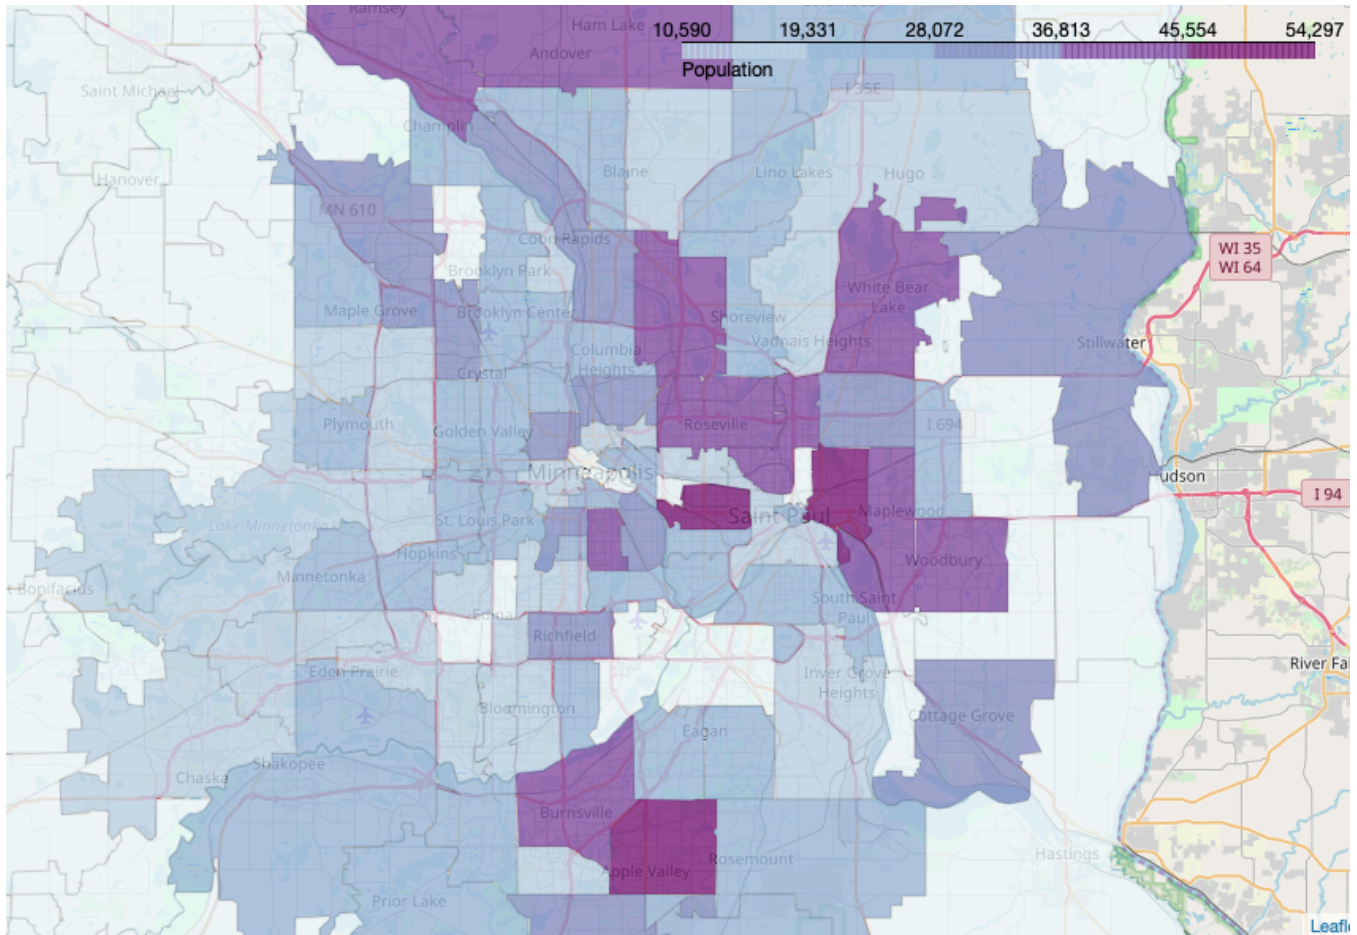 Ramsey
Ham Lake
Andover
10,590
19,331
28,072
36,813
45,554
54,297
Population
I 35E
Saint Michael
Champlin
Hanover
Blaine
Lino Lakes
Hugo
MN 610
Coon Rapids
WI 35
WI 64
Brooklyn Park
White Bear
Lake
Maple Grove
Brooklyn Center
Shoreview
Vadnais Heights
Stillwater
Columbia
Heights
Crystal
Plymouth
Golden Valley
Roseville
I 694
Minneapolis
Hudson
I 94
Lake Minnetonka
St. Louis Park
Saint Paul
Maplewood
Hopkins
Woodbury
Minnetonka
t Bonifacius
South Saint
Paul
Edina
Richfield
Eden Prairie
Inver Grove
Heights
River Fal
Bloomington
Cottage Grove
Eagan
Shakopee
Chaska
Burnsville
Hastings
Rosemount
Apple Valley
Prior Lake
Leafle